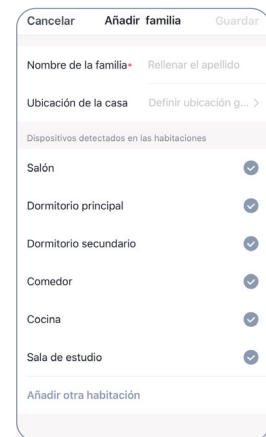 Cancelar Añadir familia Guardar
Nombre de la familia• Rellenar el apellido
Ubicación de la casa Definir ubicación g... >
Dispositivos detectados en las habitaciones
Salón
Dormitorio principal
Dormitorio secundario
Comedor
Cocina
Sala de estudio
Añadir otra habitación